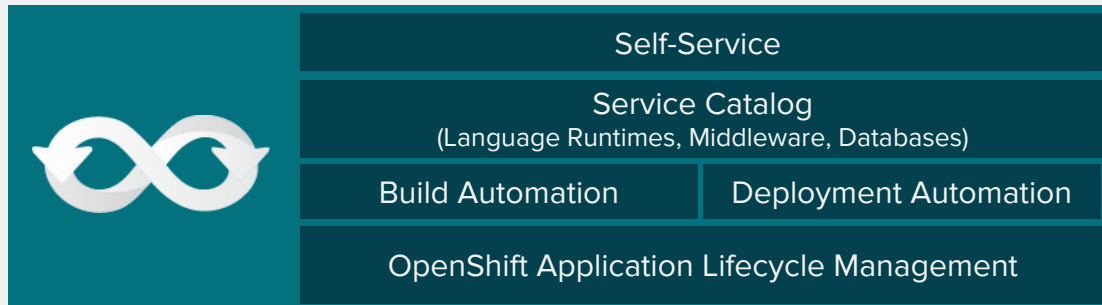 Self-Service
Service Catalog
(Language Runtimes, Middleware, Databases)
Build Automation
Deployment Automation
OpenShift Application Lifecycle Management